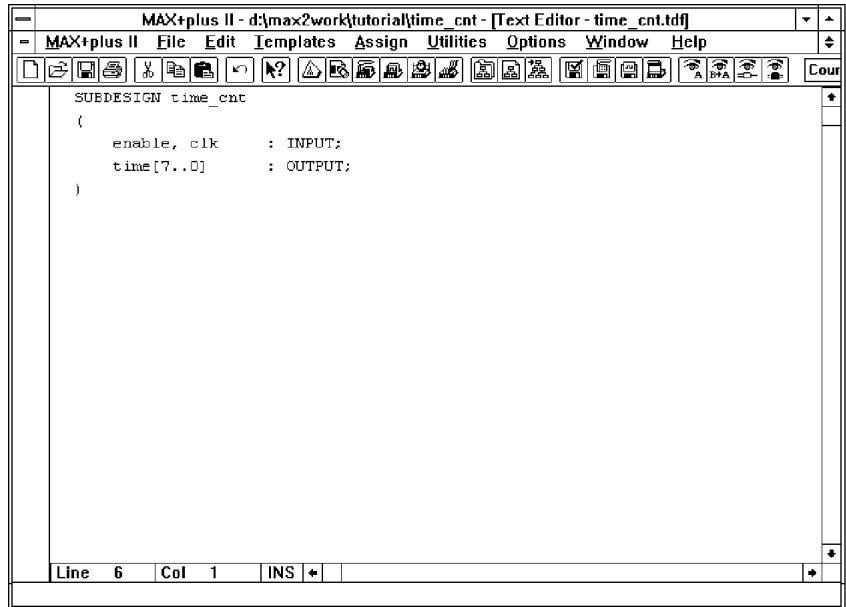 MAX+plus II - d:\max2work\tutorial\time_cnt - [Text Editor - time_cnt.tdf]
MAX+plus II File Edit Templates Assign Utilities Options Window Help
Cour
SUBDESIGN time_cnt
(
enable, clk : INPUT;
time[7..0] : OUTPUT;
)
Line 6 Col 1 INS